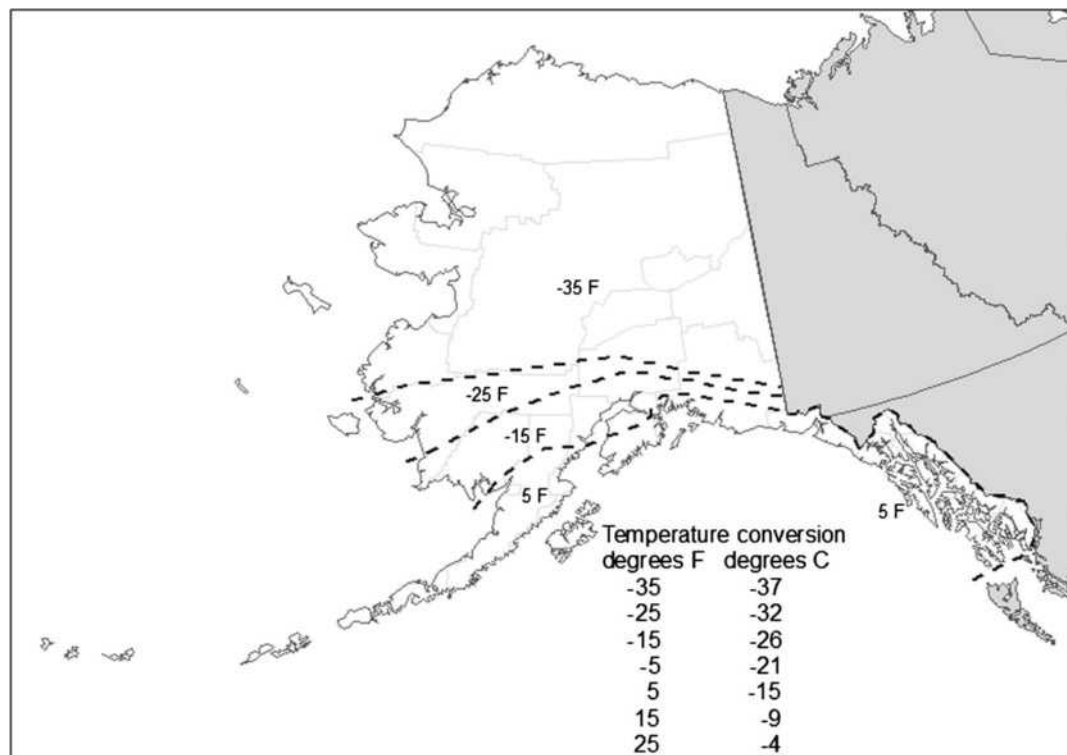 -35 F
-25 F
-15 F
5 F
5 F
Temperature conversion
degrees F degrees C
-35 -37
-25 -32
-15 -26
-5 -21
5 -15
15 -9
25 -4